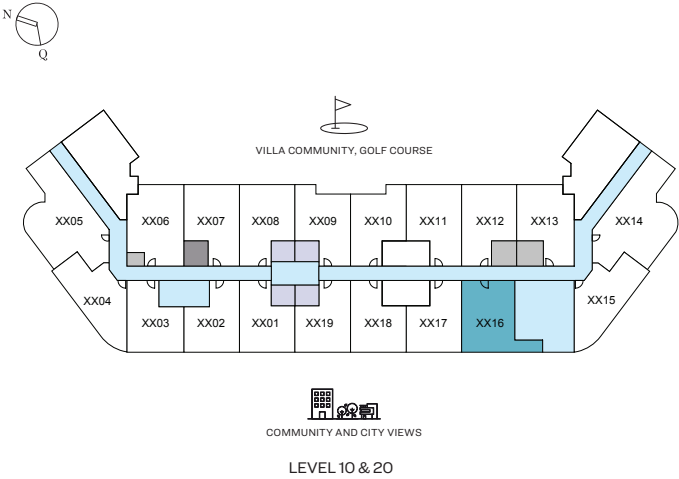 N
Q
VILLA COMMUNITY, GOLF COURSE
XX05
XX06
XX07
XX08
XX09
XX10
XX11
XX12
XX13
XX14
XX04
XX03
XX02
XX01
XX19
XX18
XX17
XX16
XX15
COMMUNITY AND CITY VIEWS
LEVEL 10 & 20